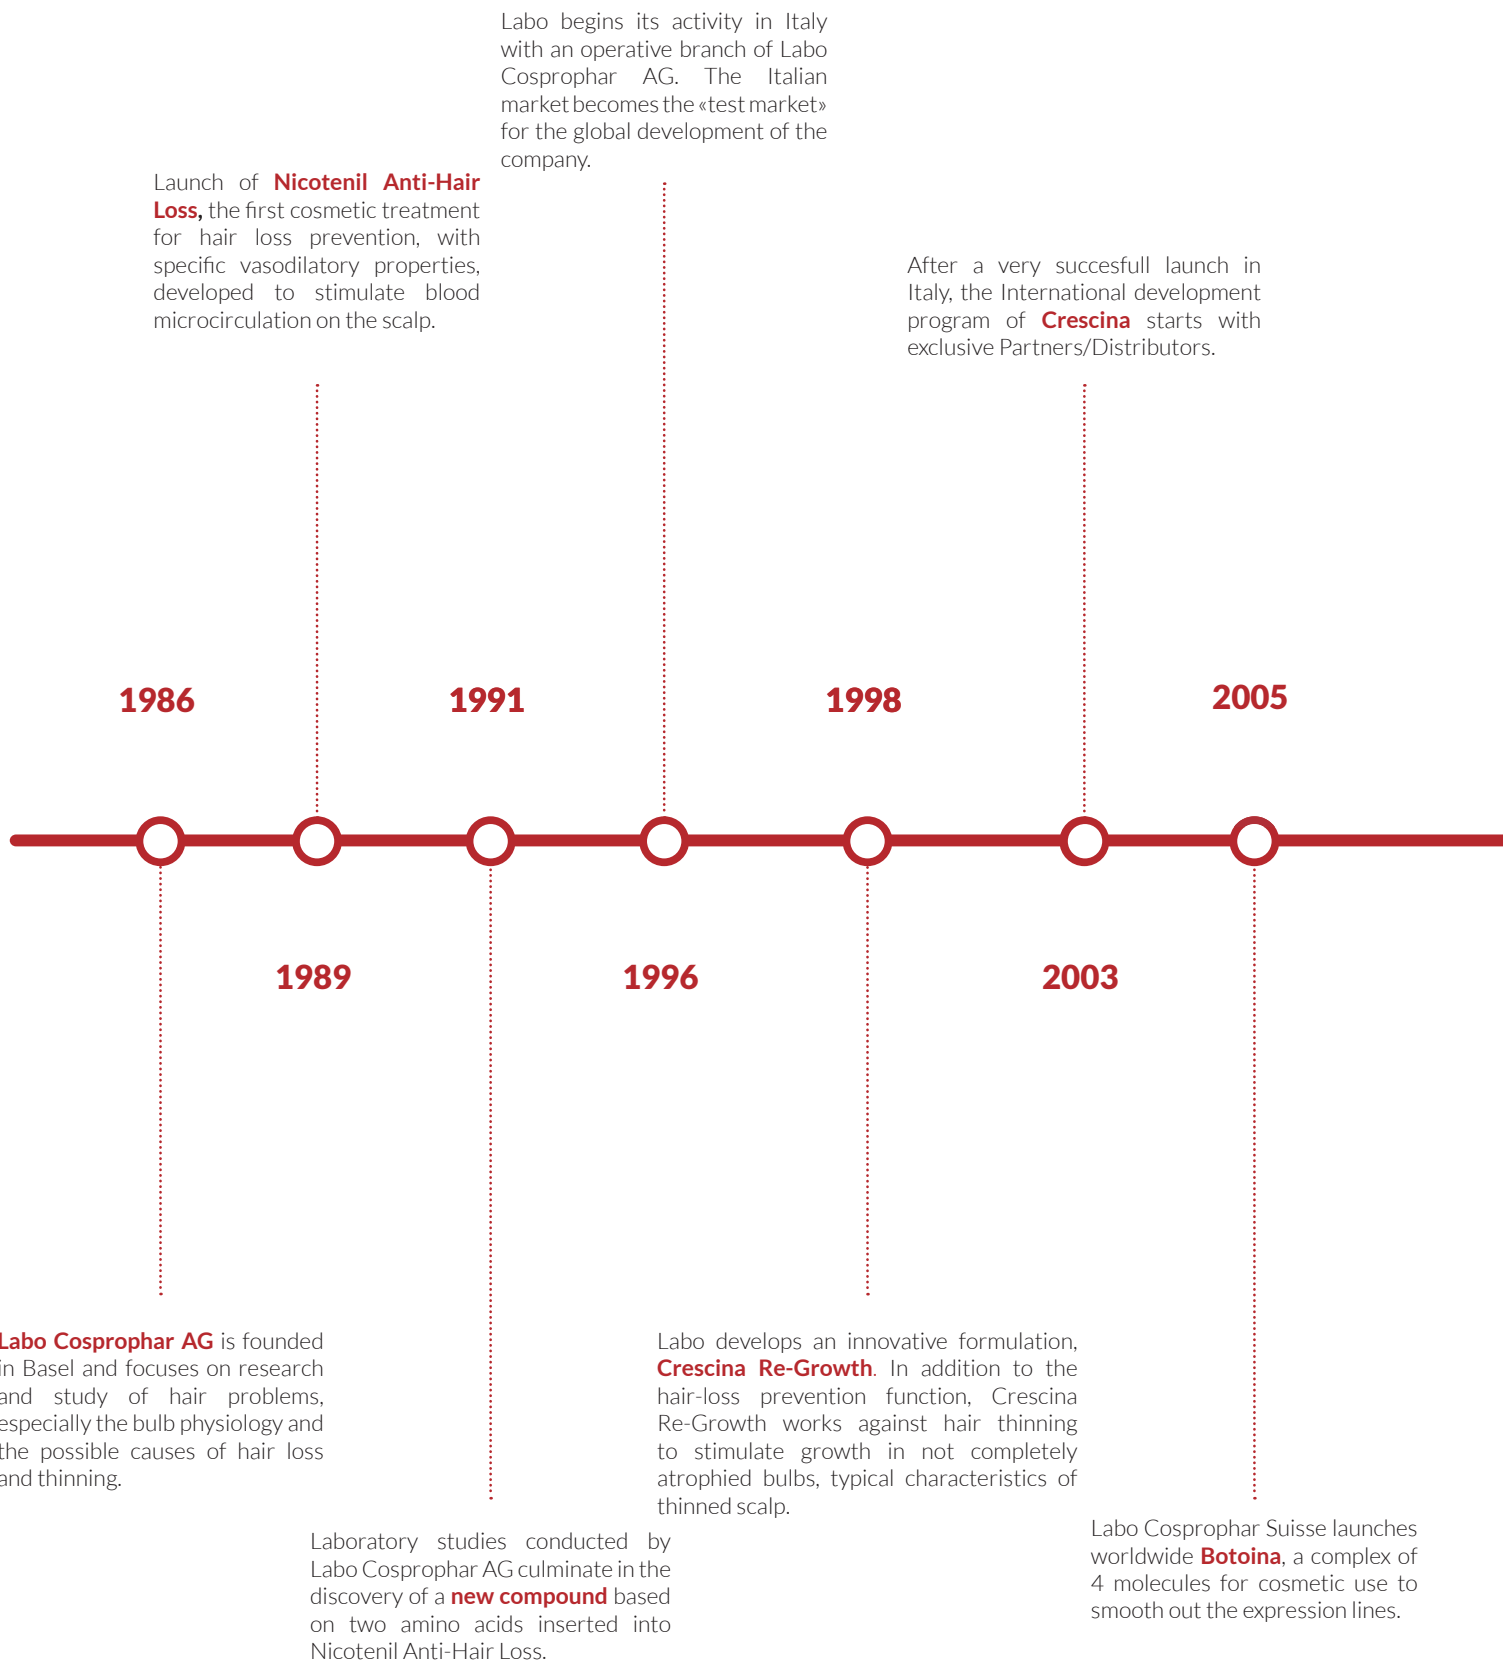 Labo begins its activity in Italy
with an operative branch of Labo
Cosprophar AG. The Italian
market becomes the «test market»
for the global development of the
company.
Launch of Nicotenil Anti-Hair
Loss, the first cosmetic treatment
for hair loss prevention, with
specific vasodilatory properties,
developed to stimulate blood
microcirculation on the scalp.
After a very succesfull launch in
Italy, the International development
program of Crescina starts with
exclusive Partners/Distributors.
1986
1991
1998
2005
1989
1996
2003
Labo Cosprophar AG is founded
in Basel and focuses on research
and study of hair problems,
especially the bulb physiology and
the possible causes of hair loss
and thinning.
Labo develops an innovative formulation,
Crescina Re-Growth. In addition to the
hair-loss prevention function, Crescina
Re-Growth works against hair thinning
to stimulate growth in not completely
atrophied bulbs, typical characteristics of
thinned scalp.
Laboratory studies conducted by
Labo Cosprophar AG culminate in the
discovery of a new compound based
on two amino acids inserted into
Nicotenil Anti-Hair Loss.
Labo Cosprophar Suisse launches
worldwide Botoina, a complex of
4 molecules for cosmetic use to
smooth out the expression lines.